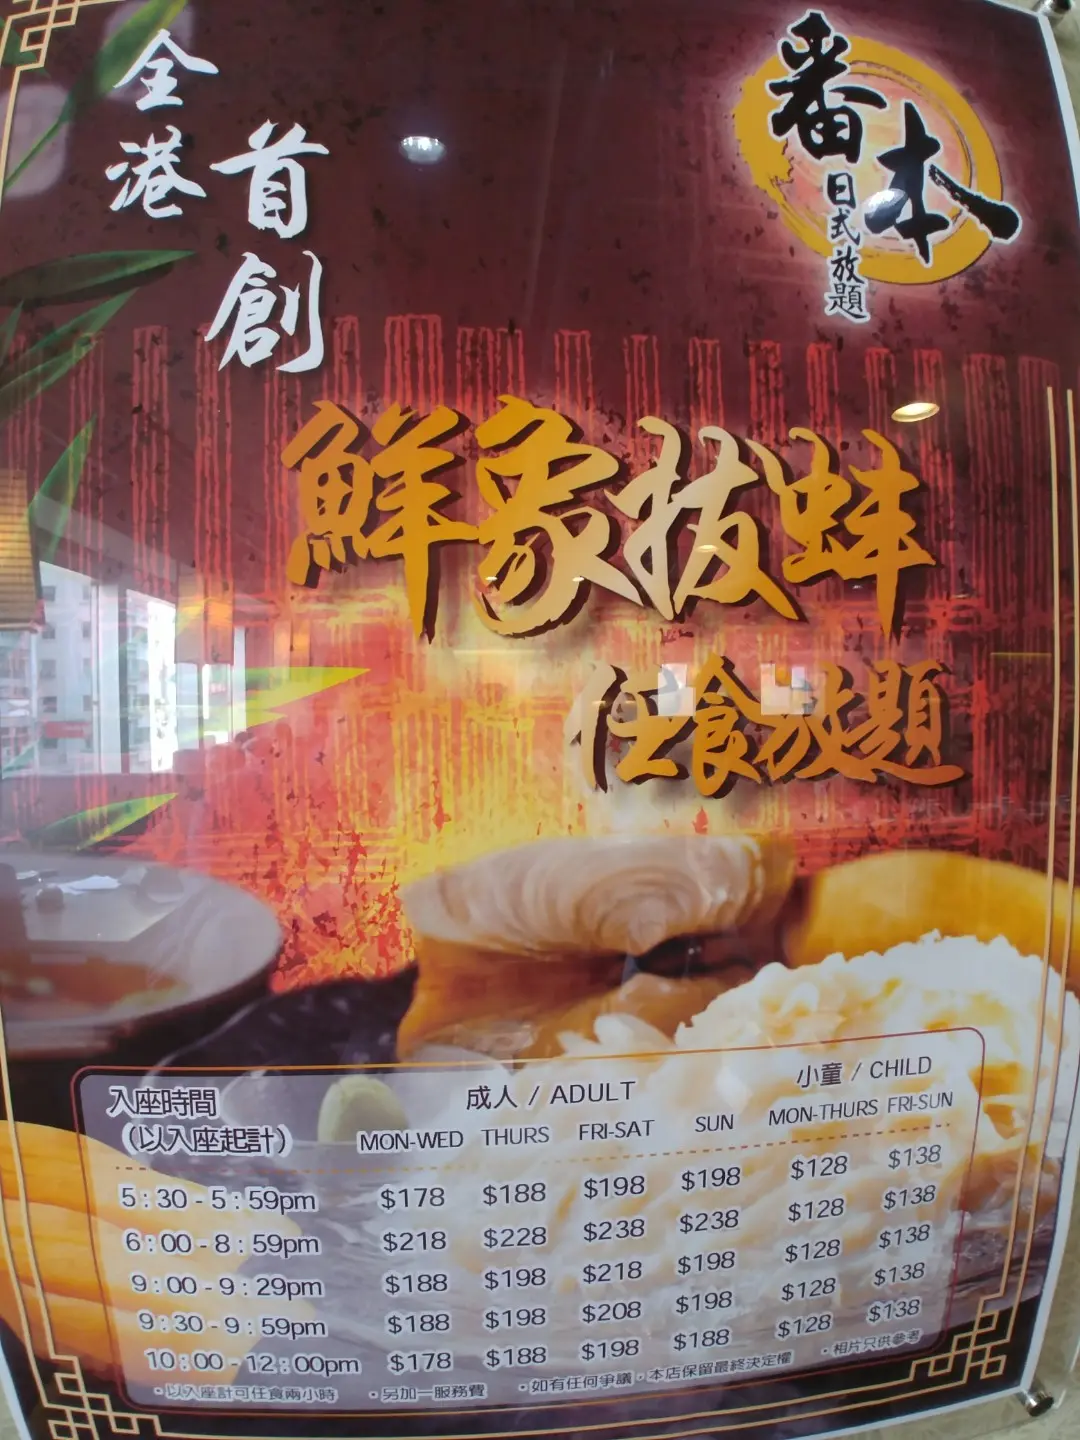 全港
首創
番本
日式放題
鮮象拔蚌
任食放題
入座時間
(以入座起計)
成人 / ADULT
小童 / CHILD
MON-WED THURS FRI-SAT SUN MON-THURS FRI-SUN
5:30 - 5:59pm $178 $188 $198 $198 $128 $138
6:00 - 8:59pm $218 $228 $238 $238 $128 $138
9:00 - 9:29pm $188 $198 $218 $198 $128 $138
9:30 - 9:59pm $188 $198 $208 $198 $128 $138
10:00 - 12:00pm $178 $188 $198 $188 $128 $138
·以入座計可任食兩小時 ·另加一服務費 ·如有任何爭議,本店保留最終決定權 ·相片只供參考